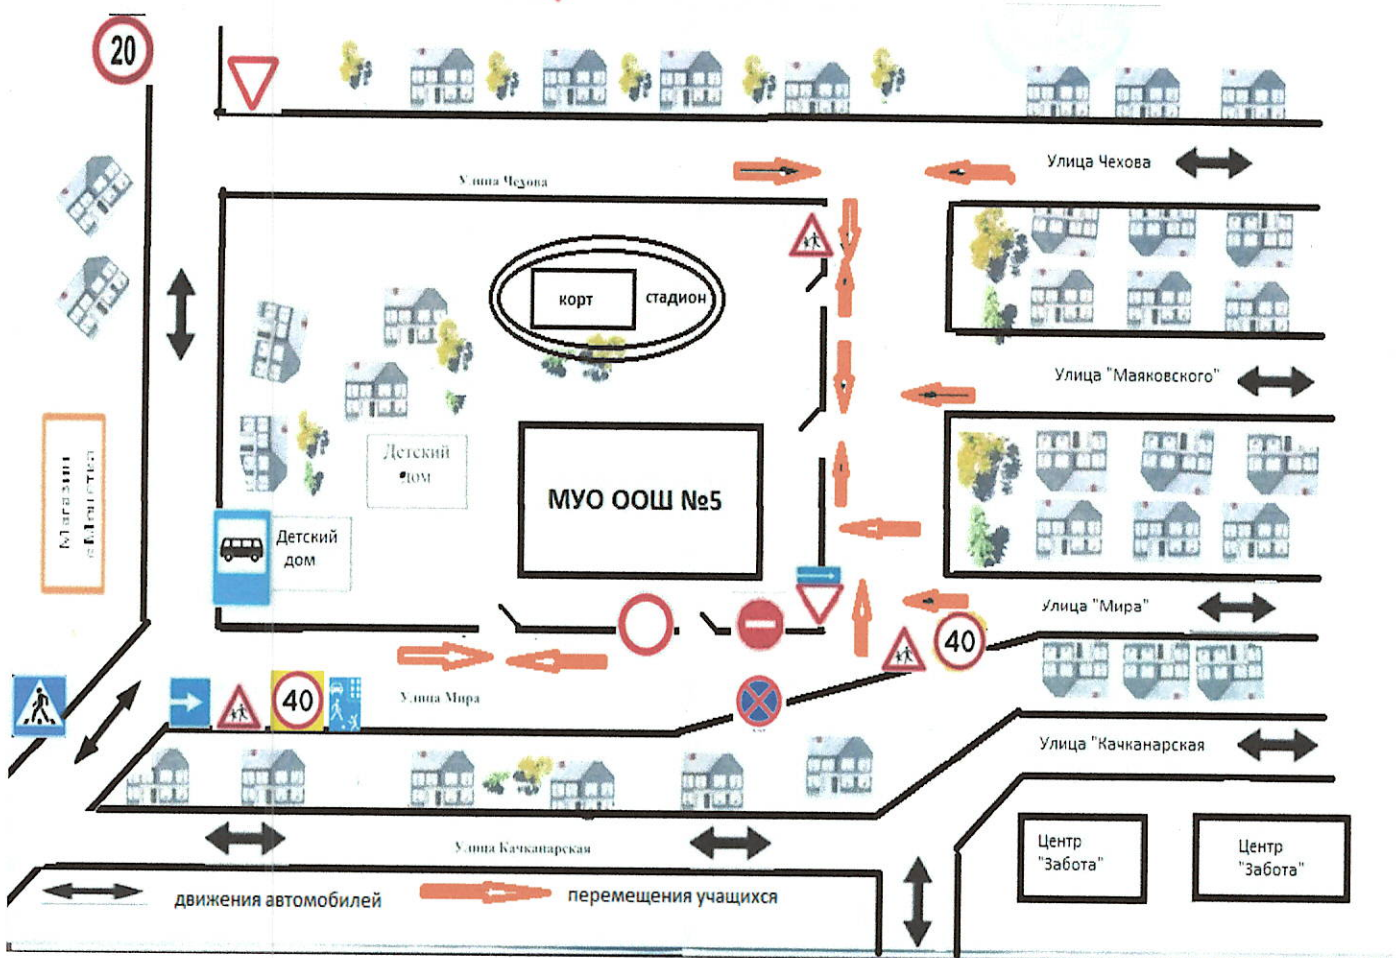 20
Улица Чехова
Улица Чехова
корт
стадион
Улица "Маяковского"
Детский
дом
МУО ООШ №5
Магазин
Детский
дом
Улица "Мира"
40
40
Улица Мира
Улица "Качканарская
Центр
"Забота"
Центр
"Забота"
Улица Качканарская
движения автомобилей
перемещения учащихся